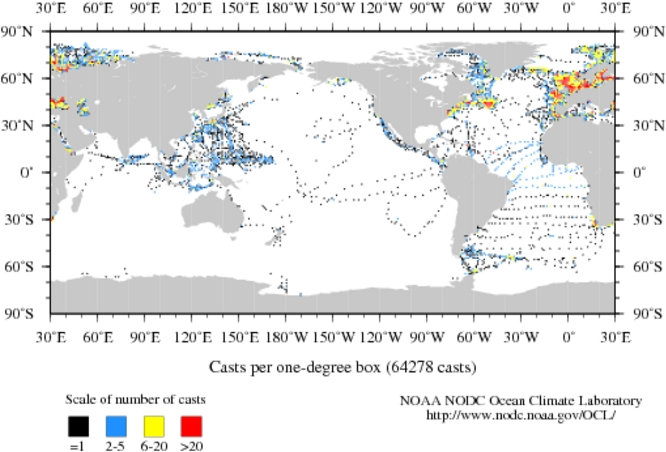 30°E 60°E 90°E 120°E 150°E 180°W 150°W 120°W 90°W 60°W 30°W 0° 30°E
90°N 90°N
60°N 60°N
30°N 30°N
0° 0°
30°S 30°S
60°S 60°S
90°S 90°S
30°E 60°E 90°E 120°E 150°E 180°W 150°W 120°W 90°W 60°W 30°W 0° 30°E
Casts per one-degree box (64278 casts)
Scale of number of casts
=1 2-5 6-20 >20
NOAA NODC Ocean Climate Laboratory
http://www.nodc.noaa.gov/OCL/